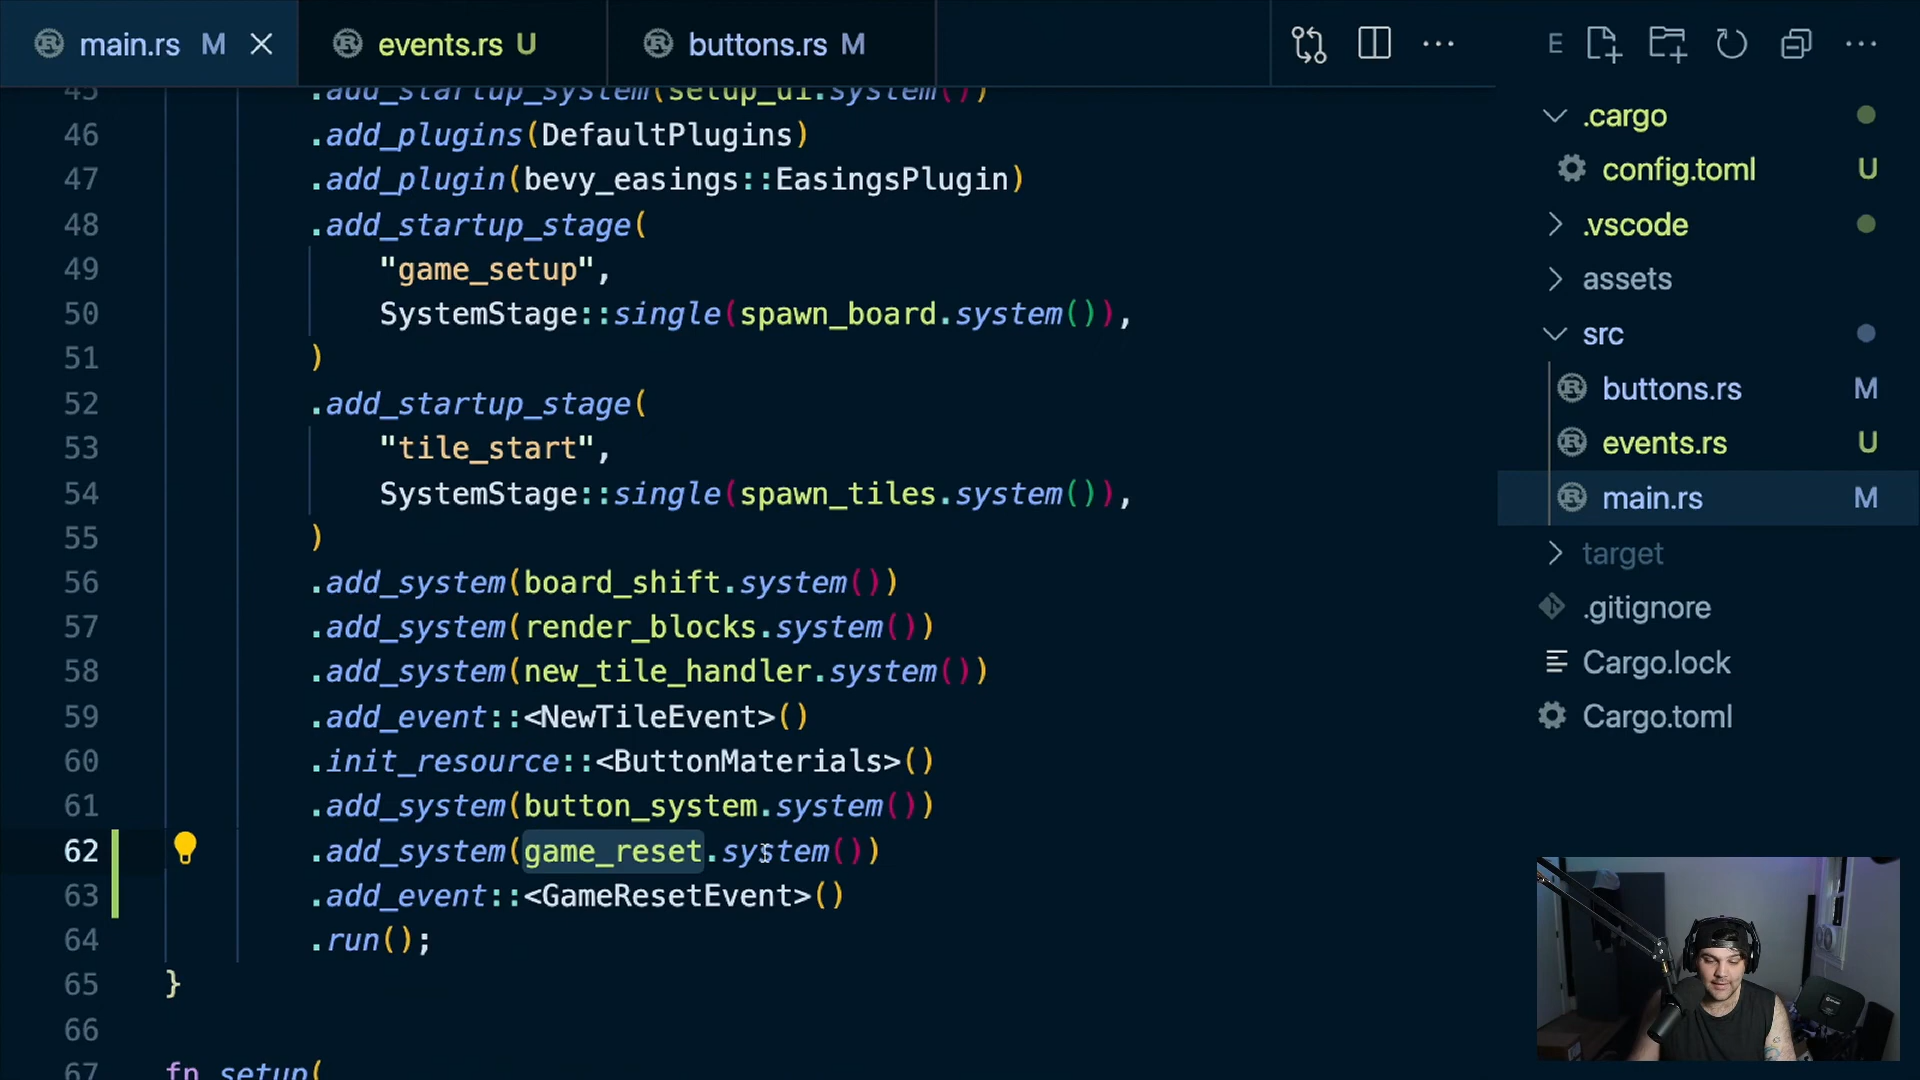 main.rs M
events.rs U
buttons.rs M
E
45 .add_startup_system(setup_ui.system())
46 .add_plugins(DefaultPlugins)
47 .add_plugin(bevy_easings::EasingsPlugin)
48 .add_startup_stage(
49 "game_setup",
50 SystemStage::single(spawn_board.system()),
51 )
52 .add_startup_stage(
53 "tile_start",
54 SystemStage::single(spawn_tiles.system()),
55 )
56 .add_system(board_shift.system())
57 .add_system(render_blocks.system())
58 .add_system(new_tile_handler.system())
59 .add_event::<NewTileEvent>()
60 .init_resource::<ButtonMaterials>()
61 .add_system(button_system.system())
62 .add_system(game_reset.system())
63 .add_event::<GameResetEvent>()
64 .run();
65 }
66
67 fn setup(
.cargo
config.toml U
.vscode
assets
src
buttons.rs M
events.rs U
main.rs M
target
.gitignore
Cargo.lock
Cargo.toml